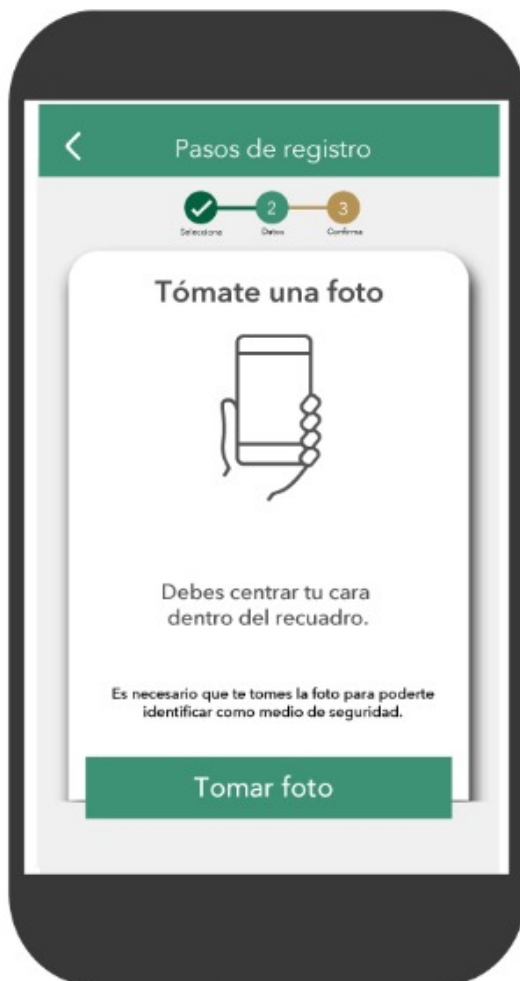 Pasos de registro
2 3
Selecciona Datos Confirma
Tómate una foto
Debes centrar tu cara
dentro del recuadro.
Es necesario que te tomes la foto para poderte
identificar como medio de seguridad.
Tomar foto